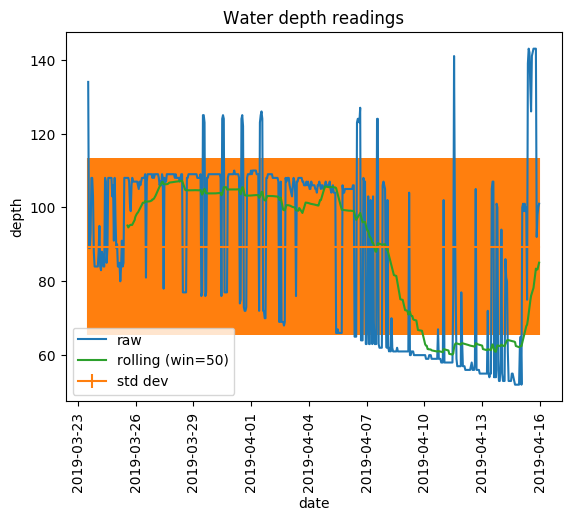 Water depth readings
depth
140
120
100
80
60
raw
rolling (win=50)
std dev
2019-03-23
2019-03-26
2019-03-29
2019-04-01
2019-04-04
2019-04-07
2019-04-10
2019-04-13
2019-04-16
date